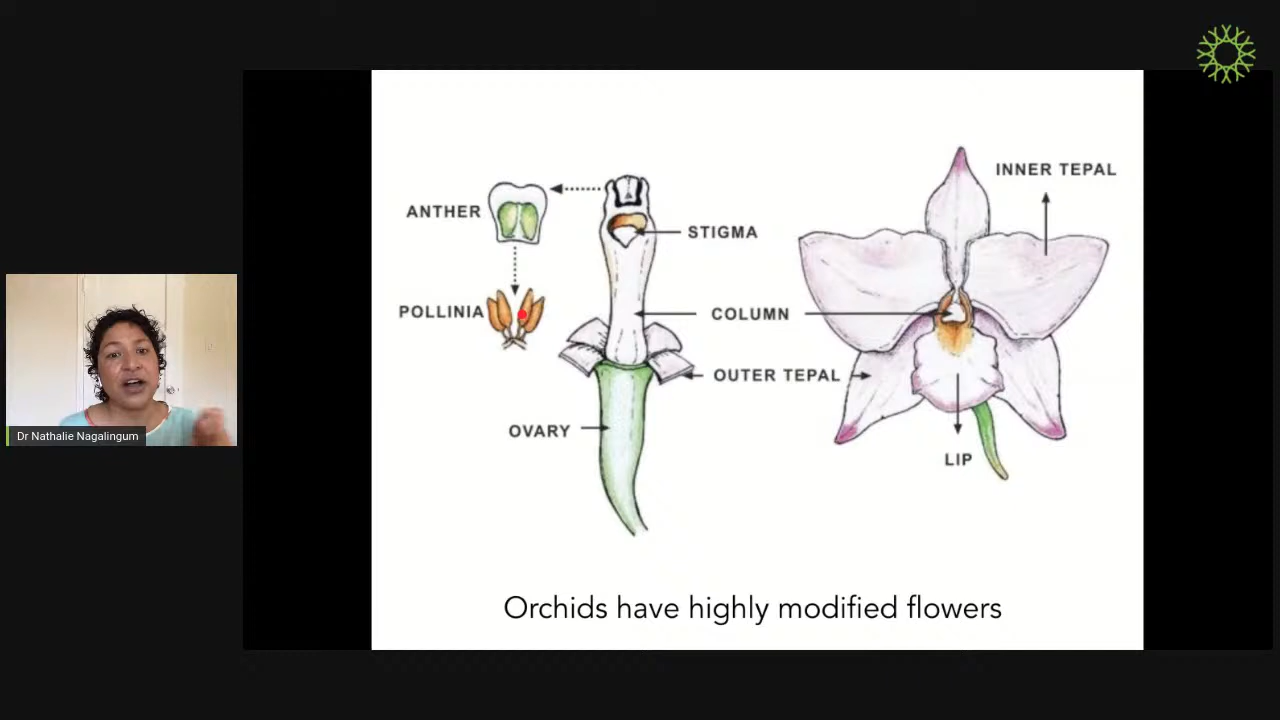 INNER TEPAL
ANTHER
STIGMA
POLLINIA
COLUMN
OUTER TEPAL
OVARY
LIP
Dr Nathalie Nagalingum
Orchids have highly modified flowers